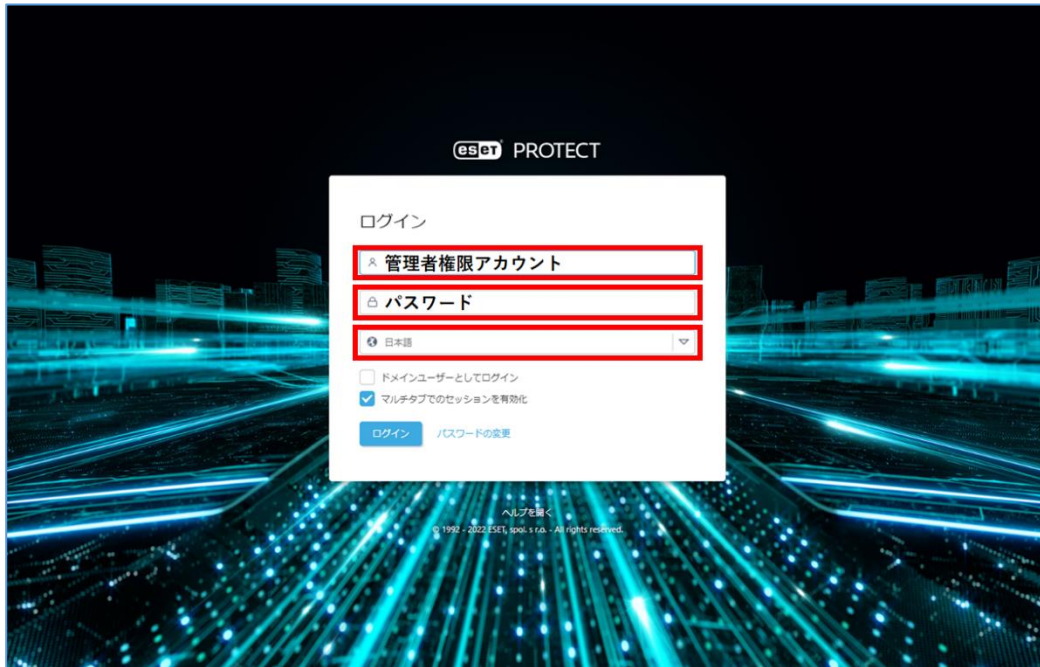 eset PROTECT
ログイン
管理者権限アカウント
パスワード
日本語
ドメインユーザーとしてログイン
マルチタブでのセッションを有効化
ログイン パスワードの変更
ヘルプを開く
© 1992 - 2022 ESET, spol. s r.o. - All rights reserved.